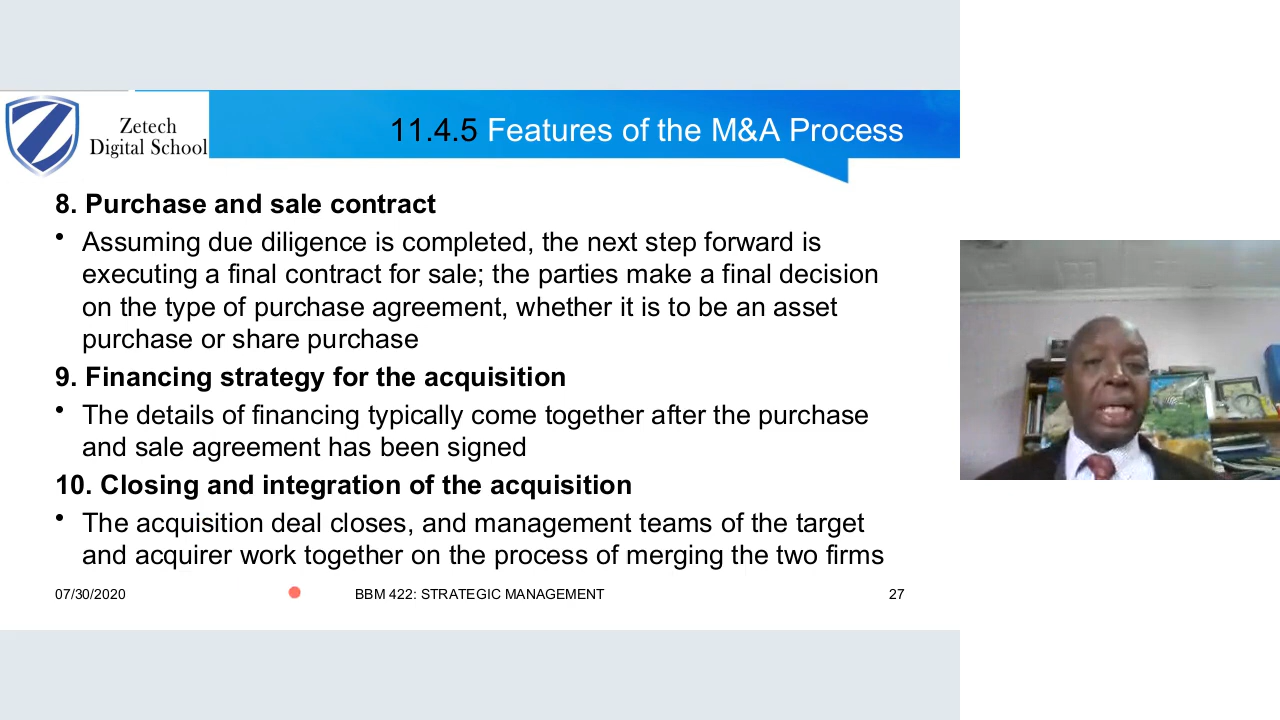 Zetech
Digital School
11.4.5 Features of the M&A Process
8. Purchase and sale contract
• Assuming due diligence is completed, the next step forward is
executing a final contract for sale; the parties make a final decision
on the type of purchase agreement, whether it is to be an asset
purchase or share purchase
9. Financing strategy for the acquisition
• The details of financing typically come together after the purchase
and sale agreement has been signed
10. Closing and integration of the acquisition
• The acquisition deal closes, and management teams of the target
and acquirer work together on the process of merging the two firms
07/30/2020 BBM 422: STRATEGIC MANAGEMENT 27